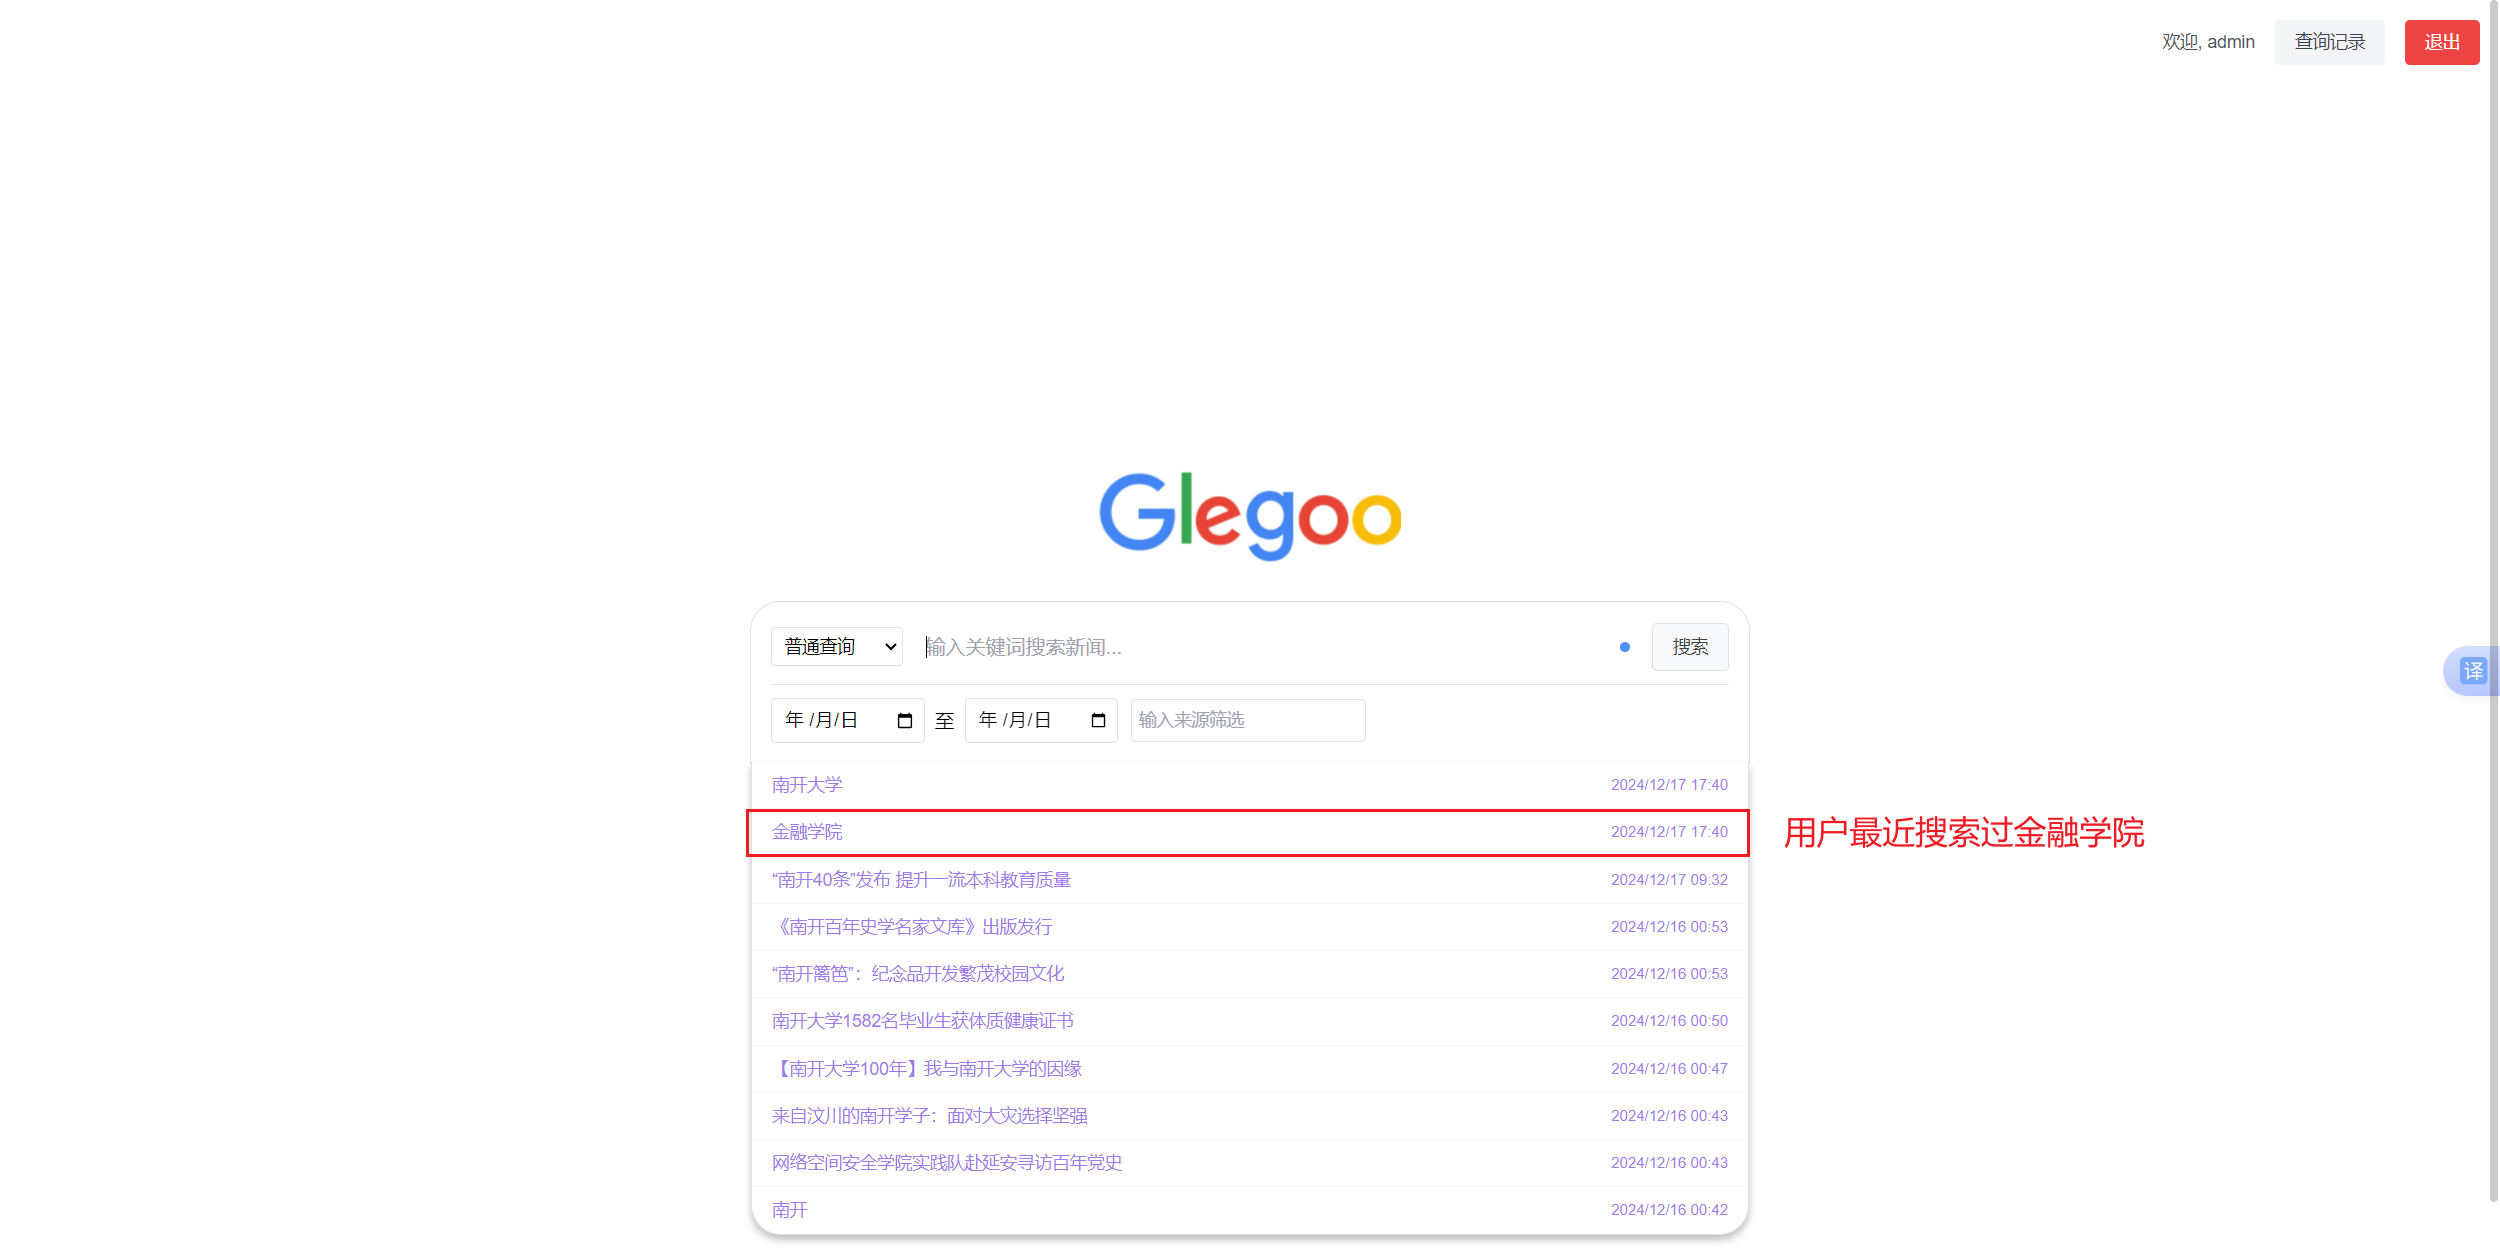 欢迎, admin 查询记录 退出
Glegoo
普通查询 输入关键词搜索新闻... 搜索
年 /月/日 至 年 /月/日 输入来源筛选
译
南开大学 2024/12/17 17:40
金融学院 2024/12/17 17:40 用户最近搜索过金融学院
“南开40条”发布 提升一流本科教育质量 2024/12/17 09:32
《南开百年史学名家文库》出版发行 2024/12/16 00:53
“南开篱笆”：纪念品开发繁茂校园文化 2024/12/16 00:53
南开大学1582名毕业生获体质健康证书 2024/12/16 00:50
【南开大学100年】我与南开大学的因缘 2024/12/16 00:47
来自汶川的南开学子：面对大灾选择坚强 2024/12/16 00:43
网络空间安全学院实践队赴延安寻访百年党史 2024/12/16 00:43
南开 2024/12/16 00:42